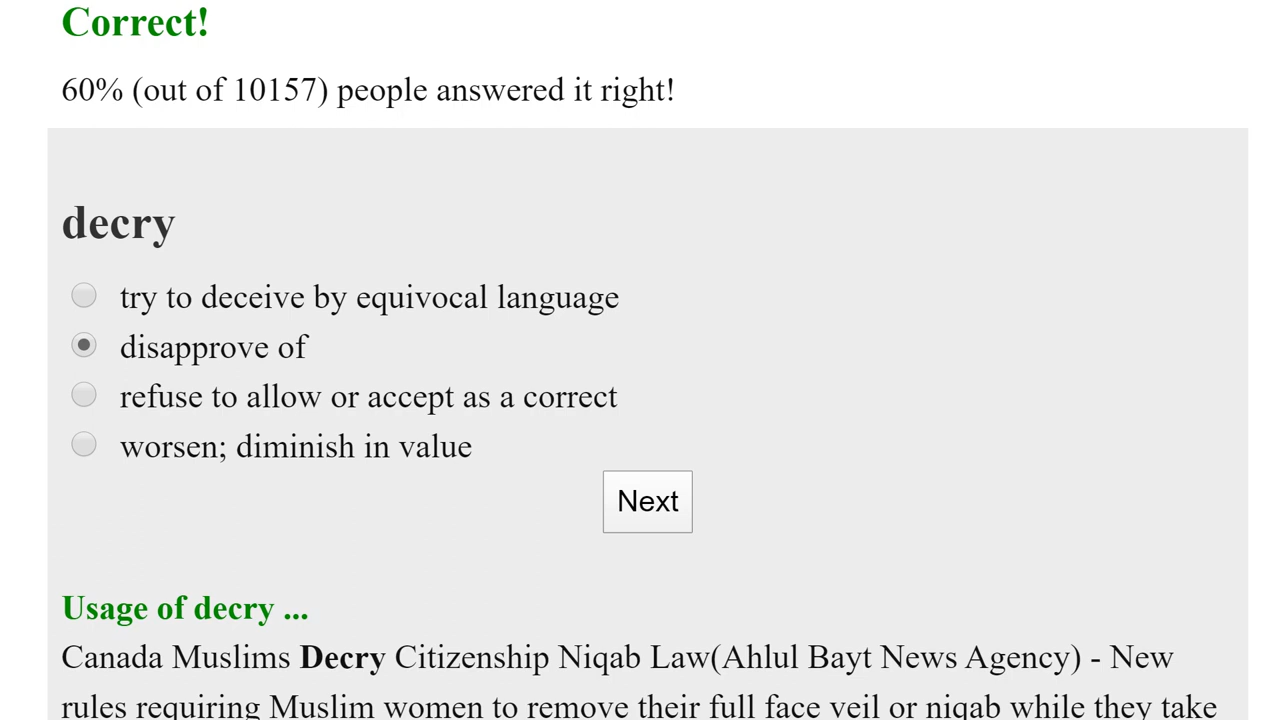 Correct!
60% (out of 10157) people answered it right!
decry
try to deceive by equivocal language
disapprove of
refuse to allow or accept as a correct
worsen; diminish in value
Next
Usage of decry ...
Canada Muslims Decry Citizenship Niqab Law(Ahlul Bayt News Agency) - New
rules requiring Muslim women to remove their full face veil or niqab while they take